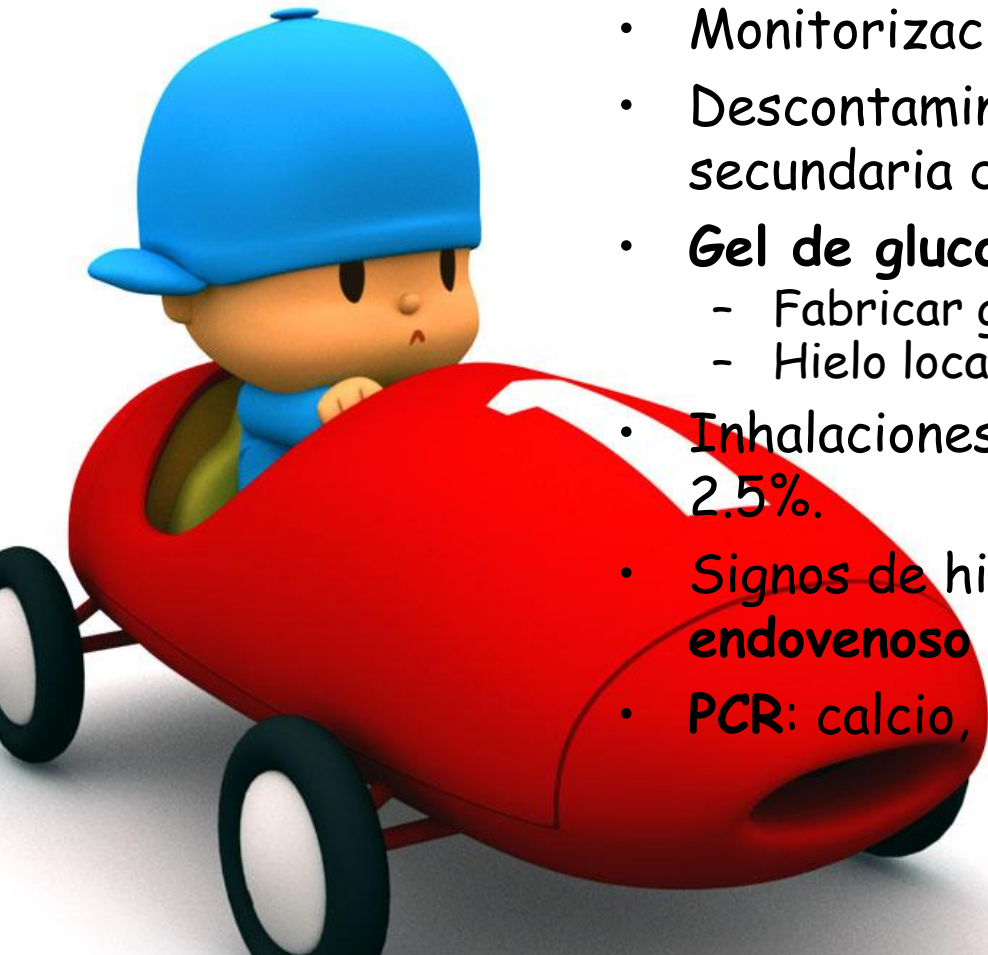 • Monitorizac
• Descontamin
secundaria
• Gel de gluco
– Fabricar g
– Hielo loca
• Inhalaciones
2.5%.
• Signos de hi
endovenoso
• PCR: calcio,